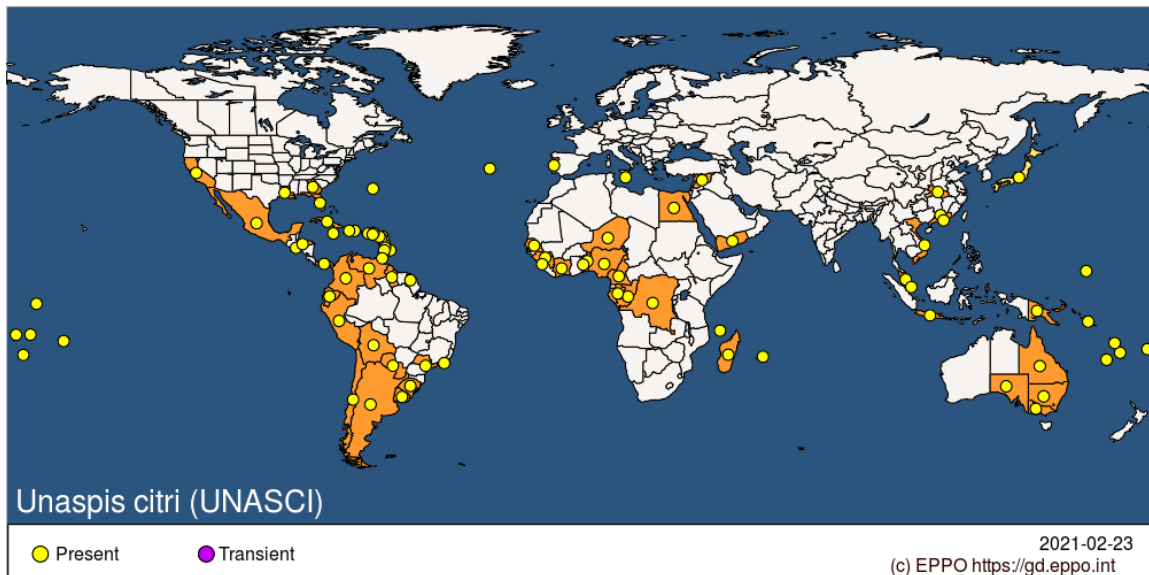 Unaspis citri (UNASCI)
Present
Transient
2021-02-23
(c) EPPO https://gd.eppo.int